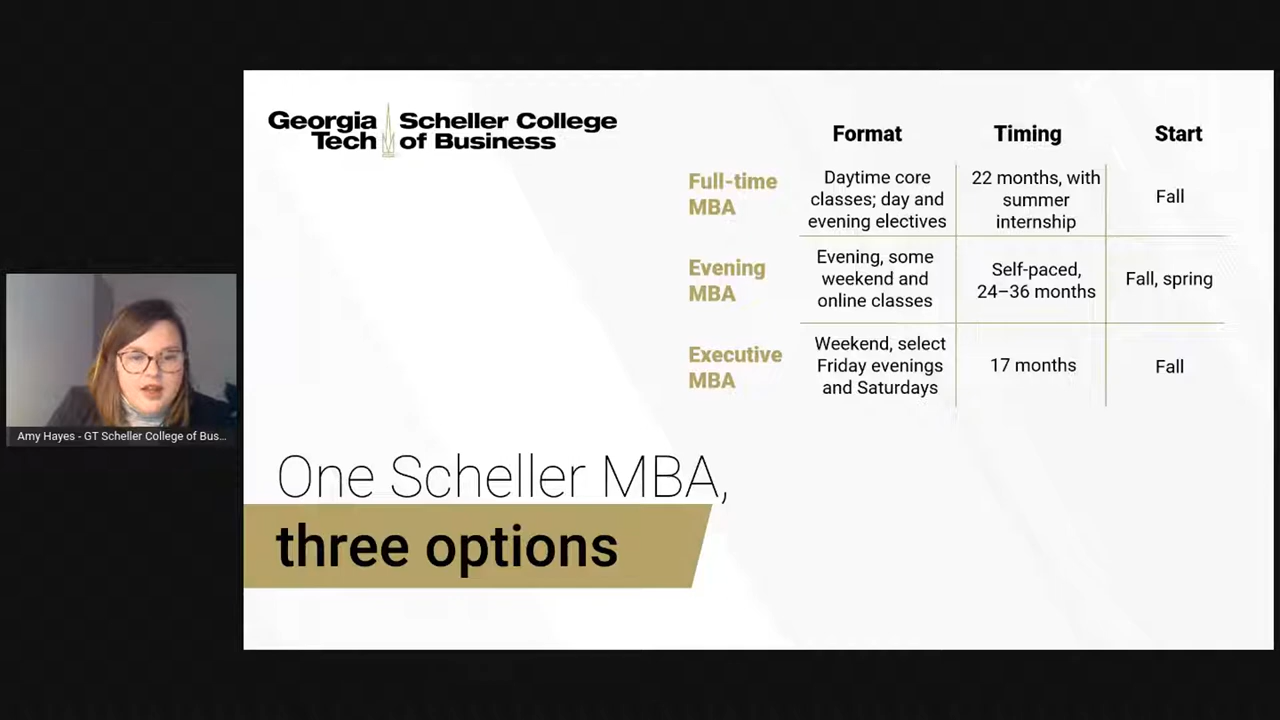 Georgia Tech
Scheller College of Business
Format
Timing
Start
Full-time
MBA
Daytime core
classes; day and
evening electives
22 months, with
summer
internship
Fall
Evening
MBA
Evening, some
weekend and
online classes
Self-paced,
24–36 months
Fall, spring
Executive
MBA
Weekend, select
Friday evenings
and Saturdays
17 months
Fall
Amy Hayes - GT Scheller College of Bus...
One Scheller MBA,
three options